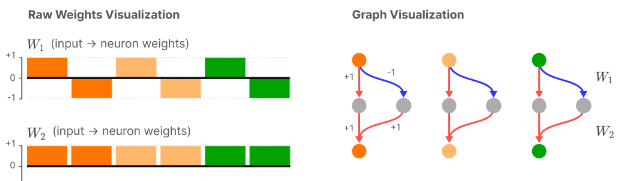 Raw Weights Visualization
W₁ (input → neuron weights)
+1
0
−1
W₂ (input → neuron weights)
+1
0
Graph Visualization
+1
-1
W₁
+1
+1
W₂